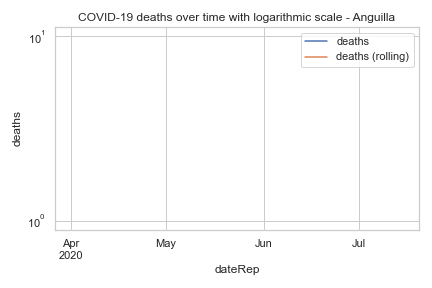 COVID-19 deaths over time with logarithmic scale - Anguilla
10¹
deaths
deaths (rolling)
deaths
10⁰
Apr May Jun Jul
2020
dateRep